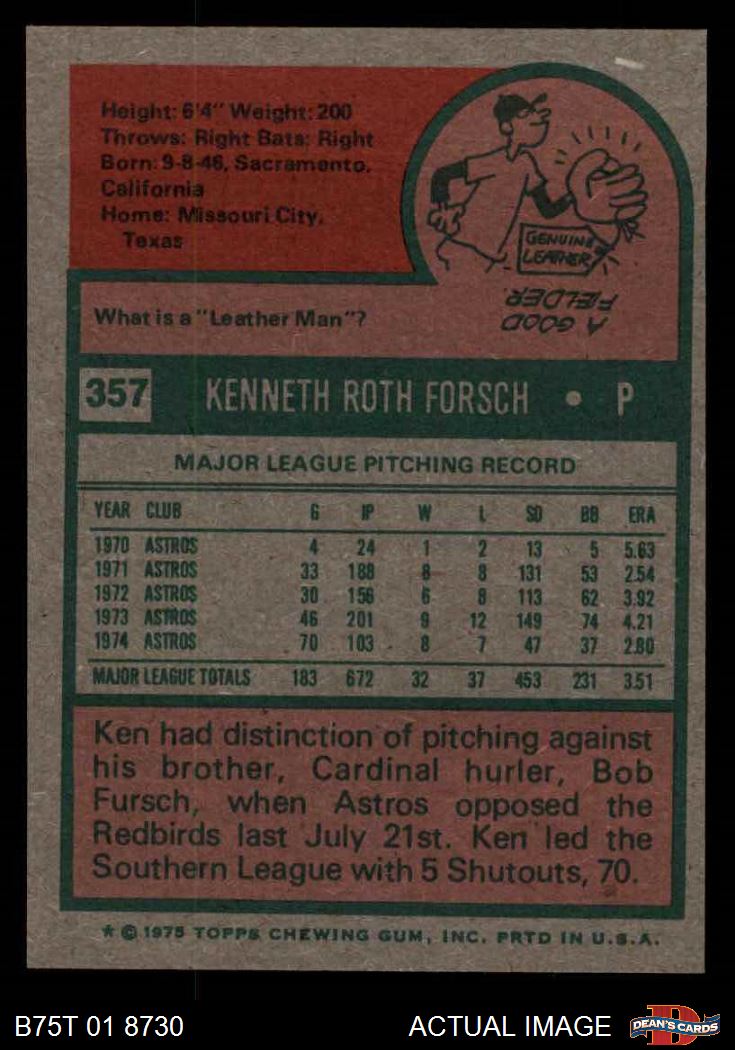 Height: 6'4" Weight: 200
Throws: Right Bats: Right
Born: 9-8-46, Sacramento,
California
Home: Missouri City,
Texas
GENUINE
LEATHER
What is a "Leather Man"?
A GOOD
FIELDER
357 KENNETH ROTH FORSCH • P
MAJOR LEAGUE PITCHING RECORD
YEAR CLUB G IP W L SO BB ERA
1970 ASTROS 4 24 1 2 13 5 5.63
1971 ASTROS 33 188 8 8 131 53 2.54
1972 ASTROS 30 156 6 8 113 62 3.92
1973 ASTROS 46 201 9 12 149 74 4.21
1974 ASTROS 70 103 8 7 47 37 2.80
MAJOR LEAGUE TOTALS 183 672 32 37 453 231 3.51
Ken had distinction of pitching against
his brother, Cardinal hurler, Bob
Fursch, when Astros opposed the
Redbirds last July 21st. Ken led the
Southern League with 5 Shutouts, 70.
* © 1975 TOPPS CHEWING GUM, INC. PRTD IN U.S.A.
B75T 01 8730 ACTUAL IMAGE D DEAN'S CARDS